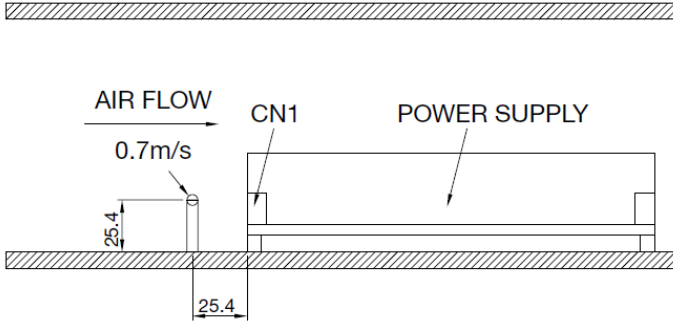 AIR FLOW
CN1
POWER SUPPLY
0.7m/s
25.4
25.4